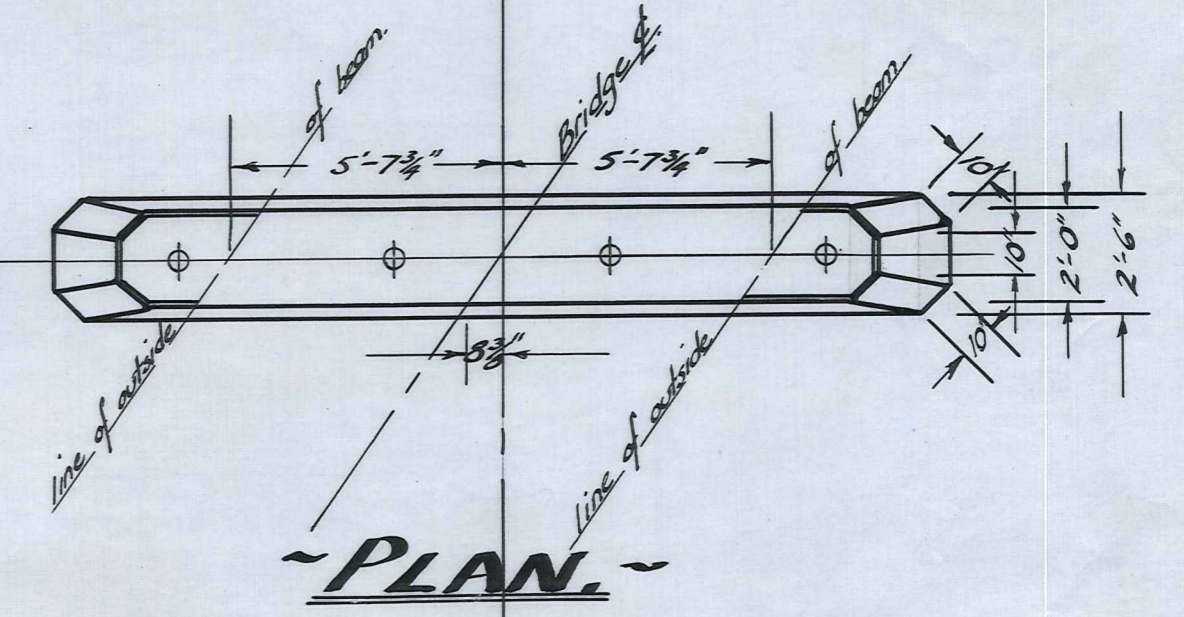 line of outside of beam.
Bridge ℄
line of outside of beam
5'-7¾"
5'-7¾"
10"
10"
2'-0"
2'-6"
10"
8⅜"
~PLAN.~